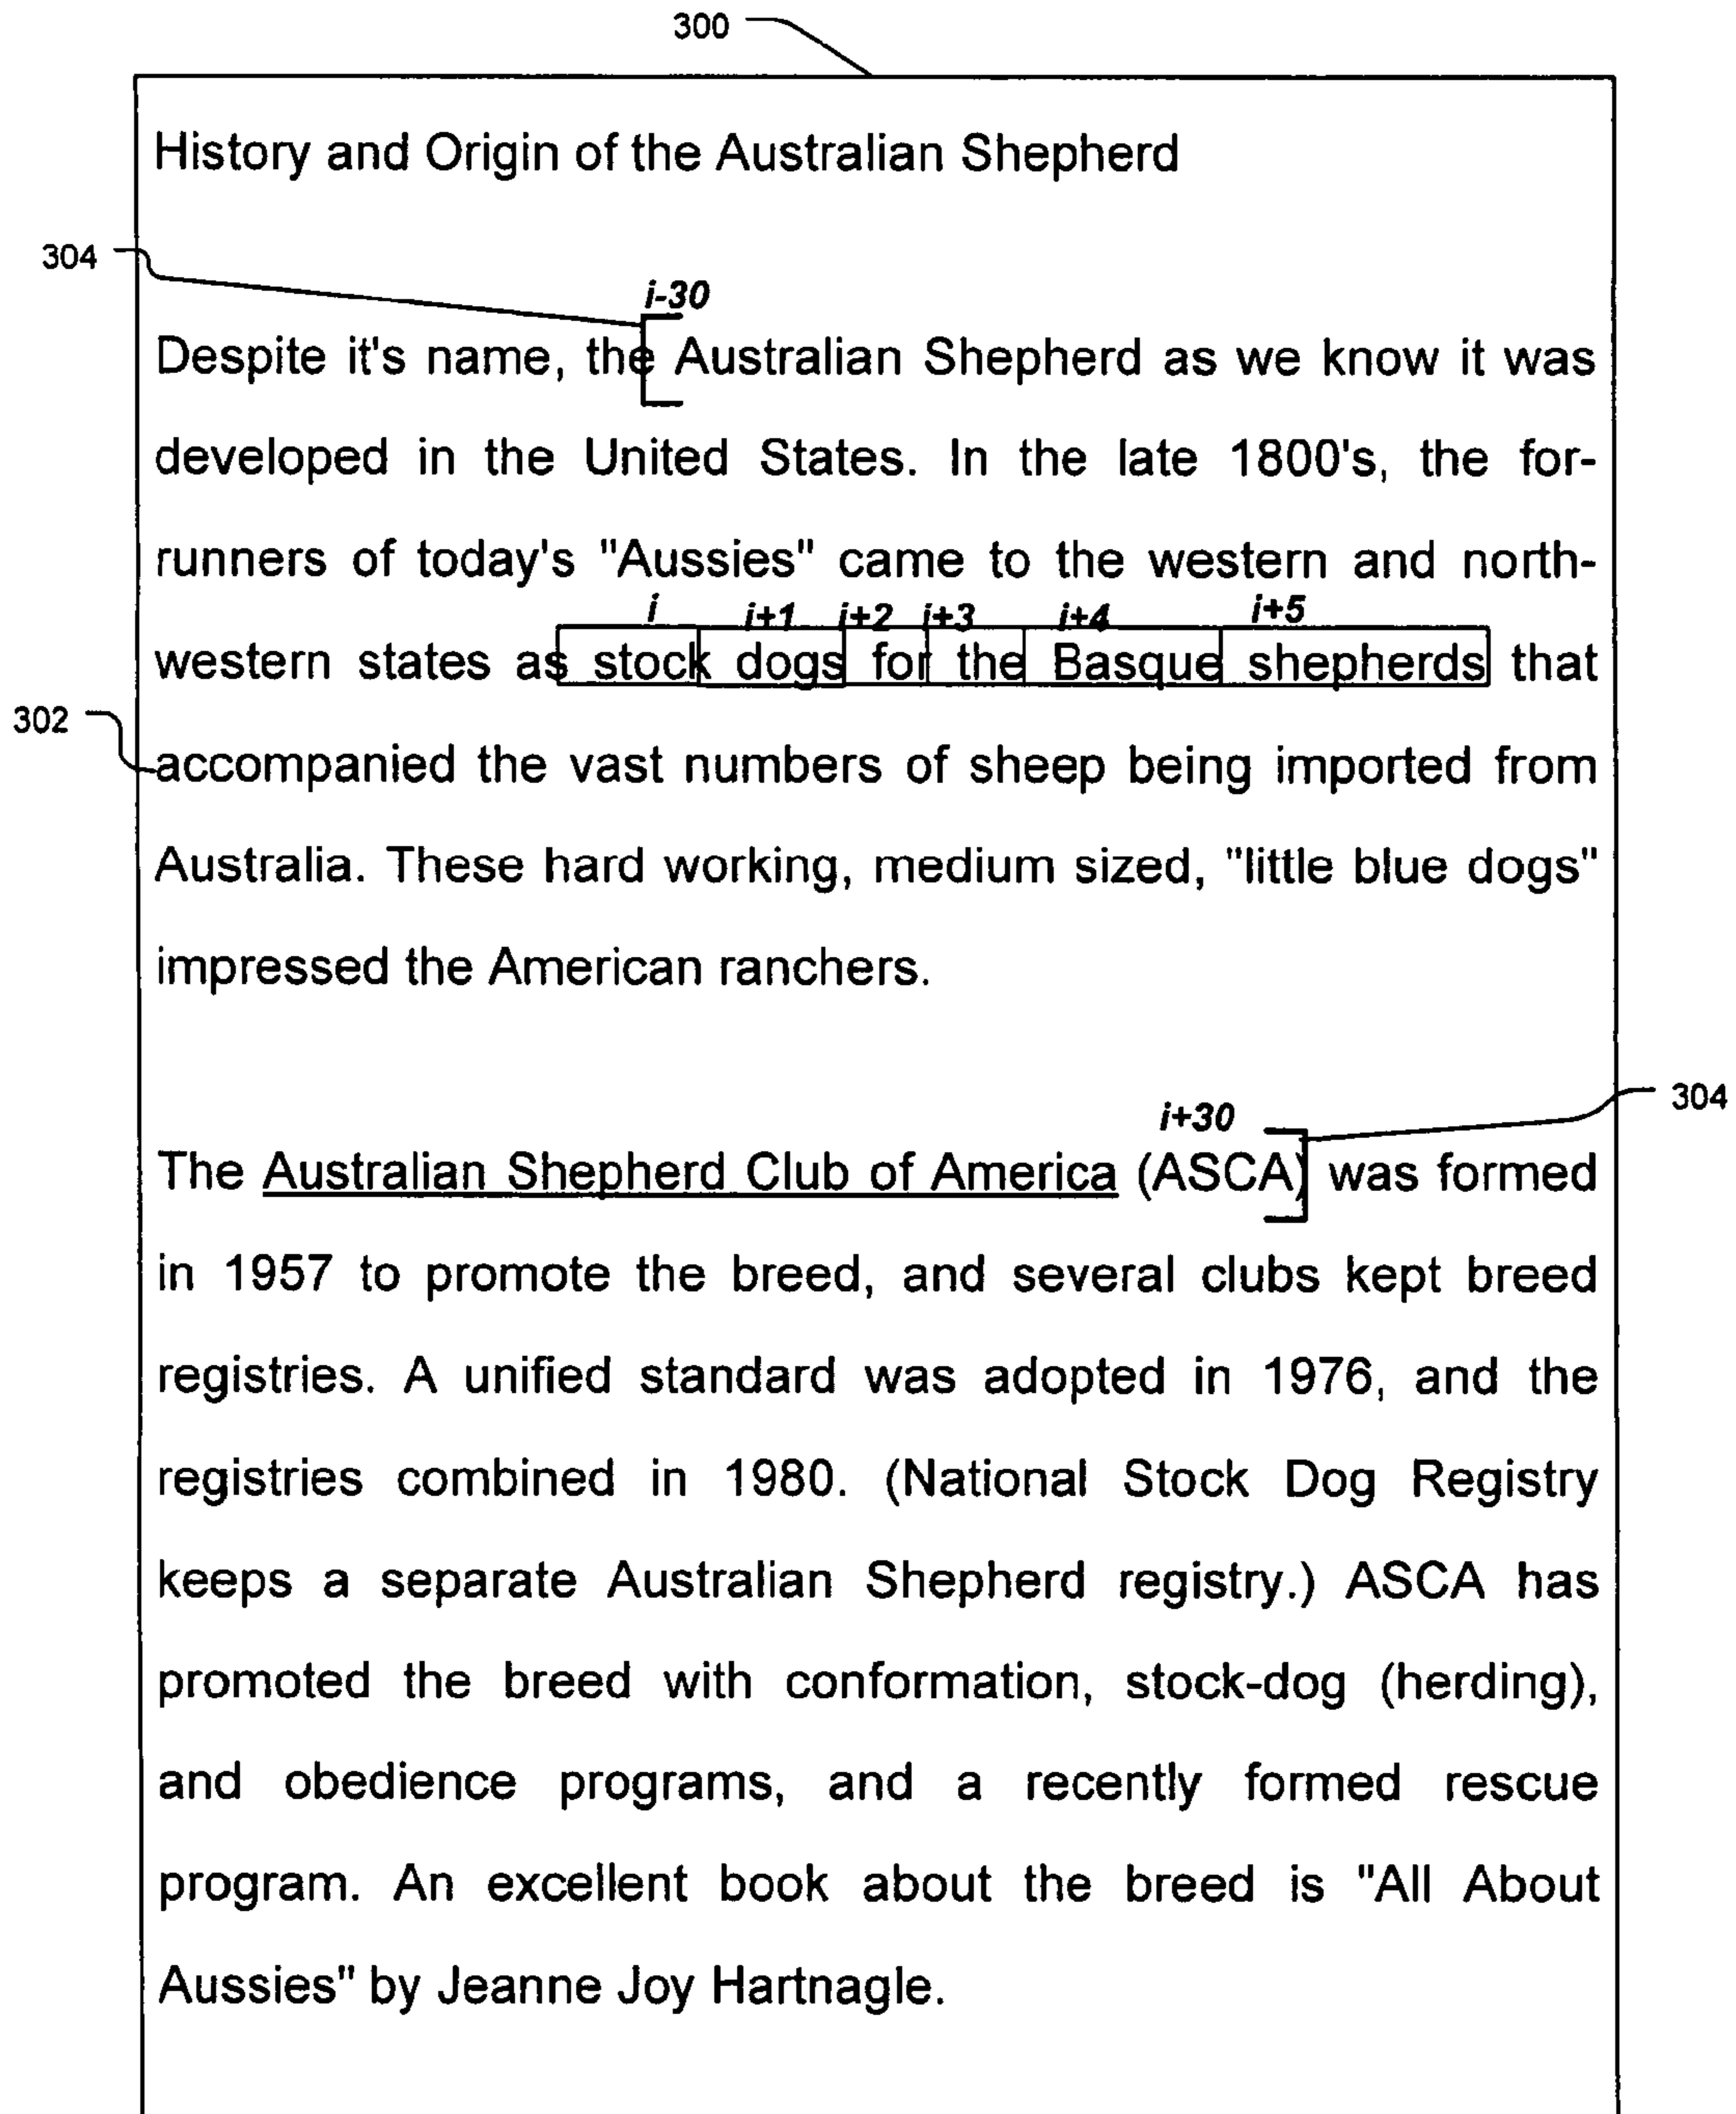 300
History and Origin of the Australian Shepherd
304
i-30
Despite it's name, the Australian Shepherd as we know it was
developed in the United States. In the late 1800's, the for-
runners of today's "Aussies" came to the western and north-
i i+1 i+2 i+3 i+4 i+5
western states as stock dogs for the Basque shepherds that
302
accompanied the vast numbers of sheep being imported from
Australia. These hard working, medium sized, "little blue dogs"
impressed the American ranchers.
304
i+30
The Australian Shepherd Club of America (ASCA) was formed
in 1957 to promote the breed, and several clubs kept breed
registries. A unified standard was adopted in 1976, and the
registries combined in 1980. (National Stock Dog Registry
keeps a separate Australian Shepherd registry.) ASCA has
promoted the breed with conformation, stock-dog (herding),
and obedience programs, and a recently formed rescue
program. An excellent book about the breed is "All About
Aussies" by Jeanne Joy Hartnagle.